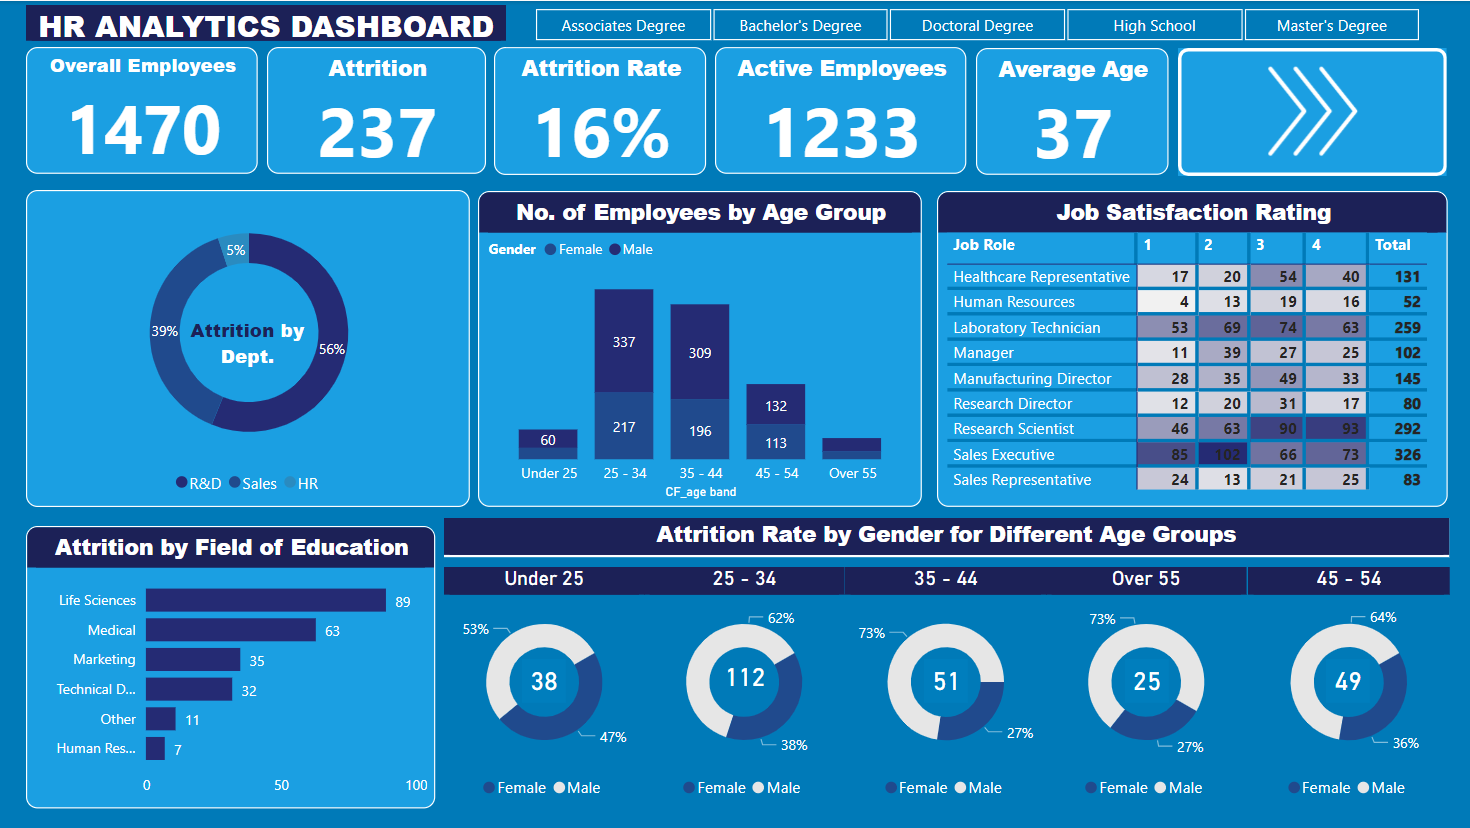 HR ANALYTICS DASHBOARD
Associates Degree
Bachelor's Degree
Doctoral Degree
High School
Master's Degree
Overall Employees
1470
Attrition
237
Attrition Rate
16%
Active Employees
1233
Average Age
37
5%
39%
56%
Attrition by
Dept.
R&D Sales HR
No. of Employees by Age Group
Gender Female Male
337
217
309
196
132
113
60
Under 25 25 - 34 35 - 44 45 - 54 Over 55
CF_age band
Job Satisfaction Rating
Job Role 1 2 3 4 Total
Healthcare Representative 17 20 54 40 131
Human Resources 4 13 19 16 52
Laboratory Technician 53 69 74 63 259
Manager 11 39 27 25 102
Manufacturing Director 28 35 49 33 145
Research Director 12 20 31 17 80
Research Scientist 46 63 90 93 292
Sales Executive 85 102 66 73 326
Sales Representative 24 13 21 25 83
Attrition by Field of Education
Life Sciences 89
Medical 63
Marketing 35
Technical D... 32
Other 11
Human Res... 7
0 50 100
Attrition Rate by Gender for Different Age Groups
Under 25
53%
38
47%
Female Male
25 - 34
62%
112
38%
Female Male
35 - 44
73%
51
27%
Female Male
Over 55
73%
25
27%
Female Male
45 - 54
64%
49
36%
Female Male